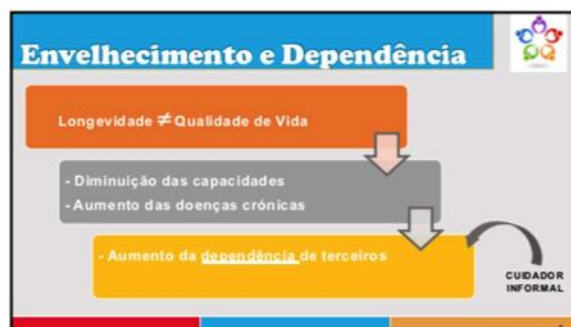 Envelhecimento e Dependência
Longevidade ≠ Qualidade de Vida
- Diminuição das capacidades
- Aumento das doenças crónicas
- Aumento da dependência de terceiros
CUIDADOR
INFORMAL